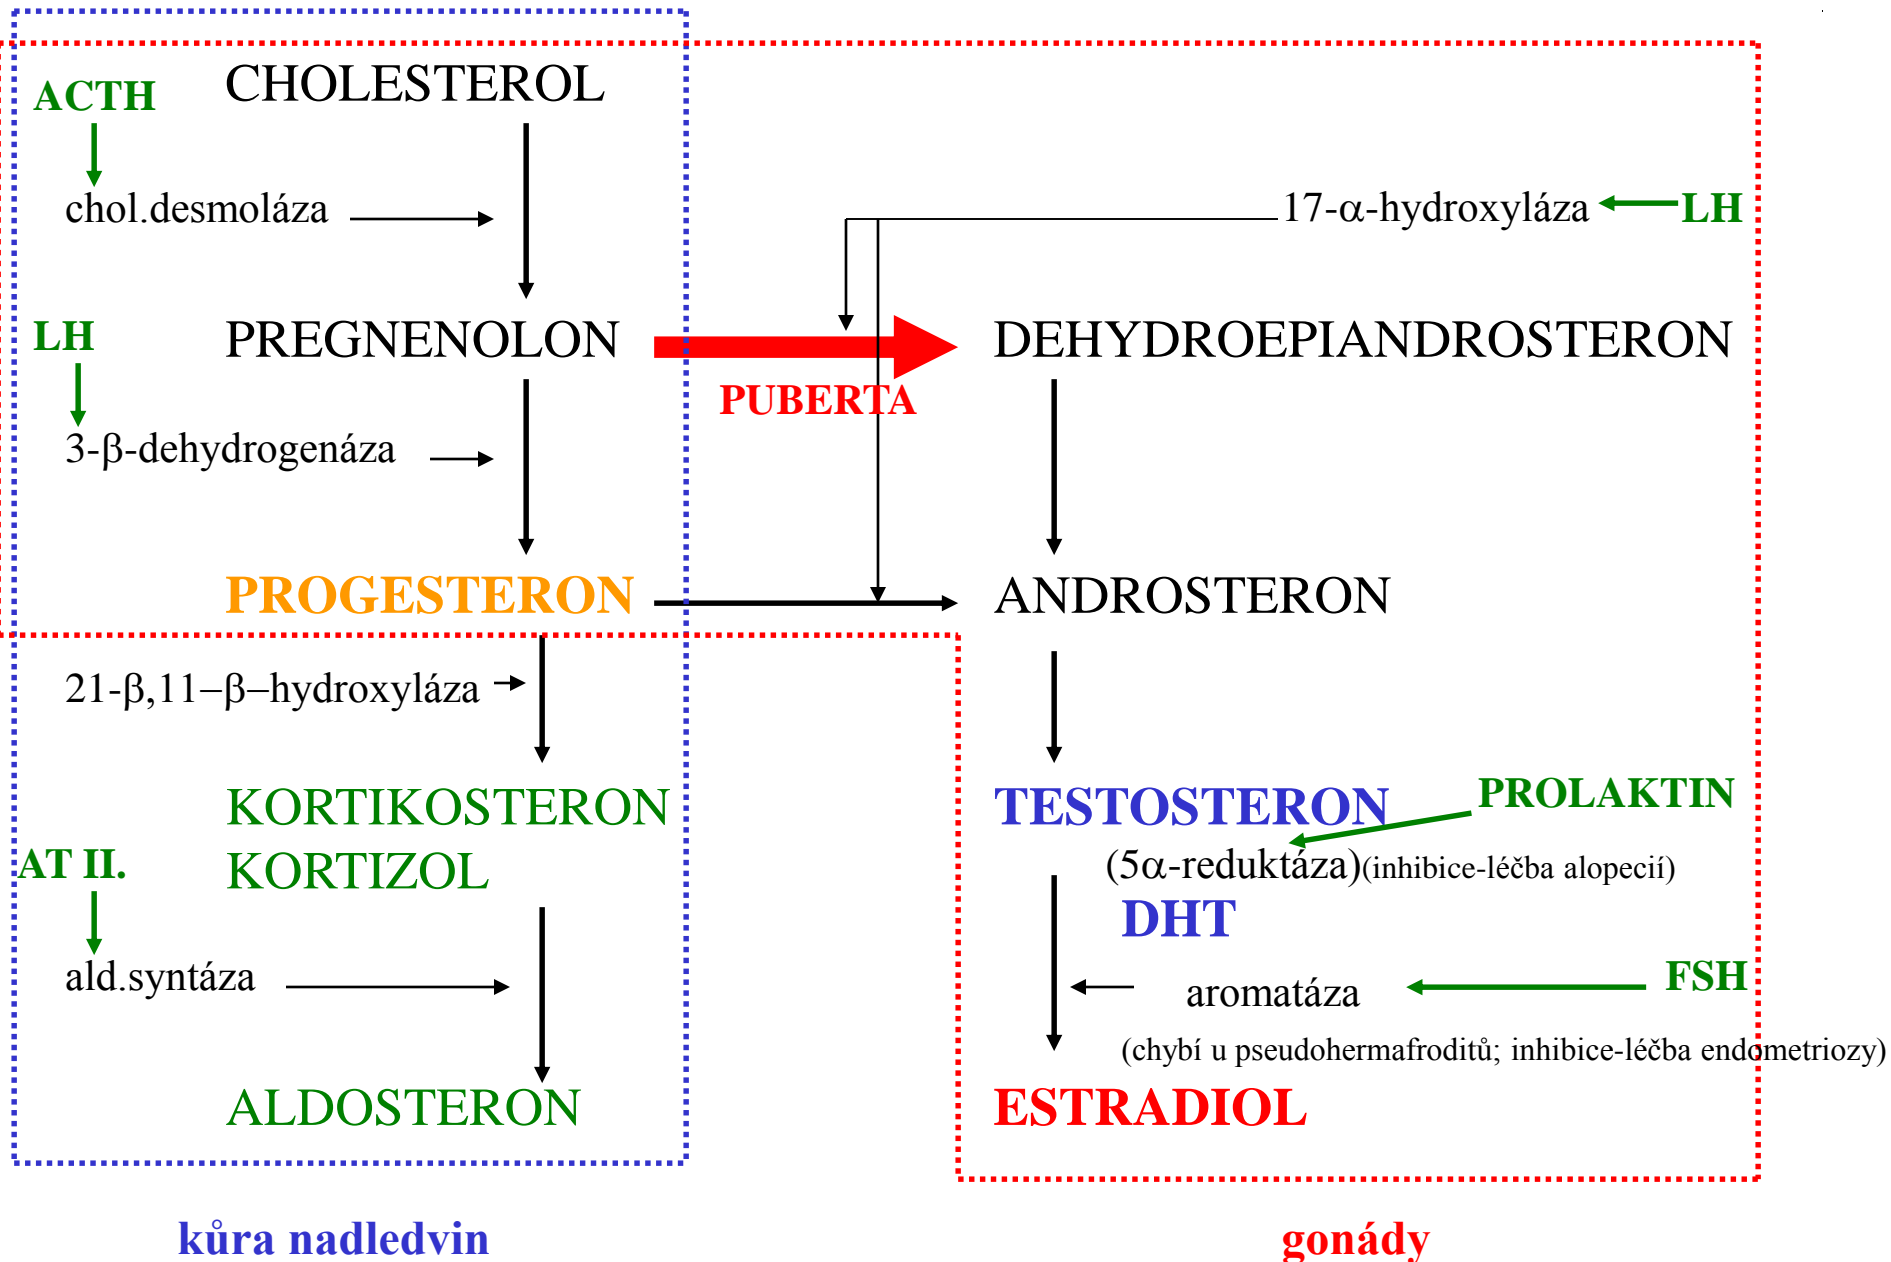 ACTH
CHOLESTEROL
chol.desmoláza
17-α-hydroxyláza
LH
LH
PREGNENOLON
DEHYDROEPIANDROSTERON
PUBERTA
3-β-dehydrogenáza
PROGESTERON
ANDROSTERON
21-β,11–β–hydroxyláza
KORTIKOSTERON
TESTOSTERON
PROLAKTIN
AT II.
KORTIZOL
(5α-reduktáza)(inhibice-léčba alopecií)
DHT
ald.syntáza
aromatáza
FSH
(chybí u pseudohermafroditů; inhibice-léčba endometriozy)
ALDOSTERON
ESTRADIOL
kůra nadledvin
gonády